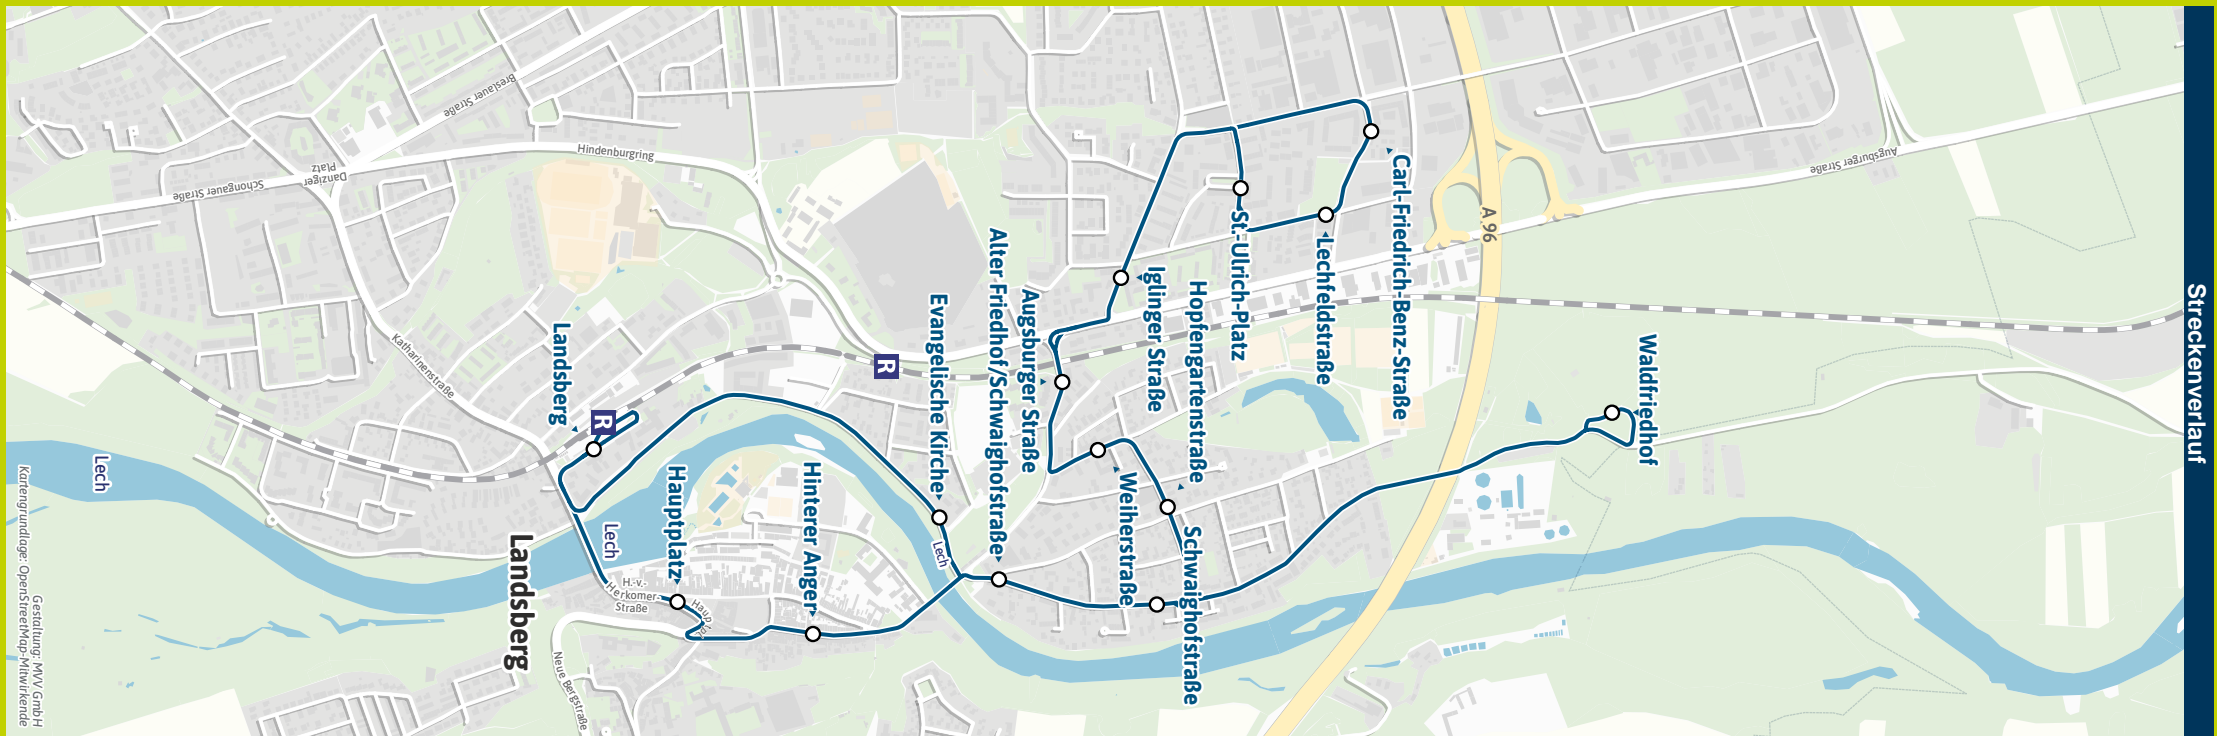 Streckenverlauf
Waldfriedhof
A 96
Augsburger Straße
Carl-Friedrich-Benz-Straße
Lechfeldstraße
St.-Ulrich-Platz
Iglinger Straße
Hopfengartenstraße
Augsburger Straße
Alter Friedhof/Schwaighofstraße
Evangelische Kirche
Weiherstraße
Schwaighofstraße
R
Hindenburgring
Breslauer Straße
Danziger
Platz
Schongauer Straße
Katharinenstraße
Landsberg
R
Hauptplatz
Hinterer Anger
Lech
Lech
Lech
H.-v.-
Herkomer-
Straße
Neue Bergstraße
Landsberg
Gestaltung: MVV GmbH
Kartengrundlage: OpenStreetMap-Mitwirkende